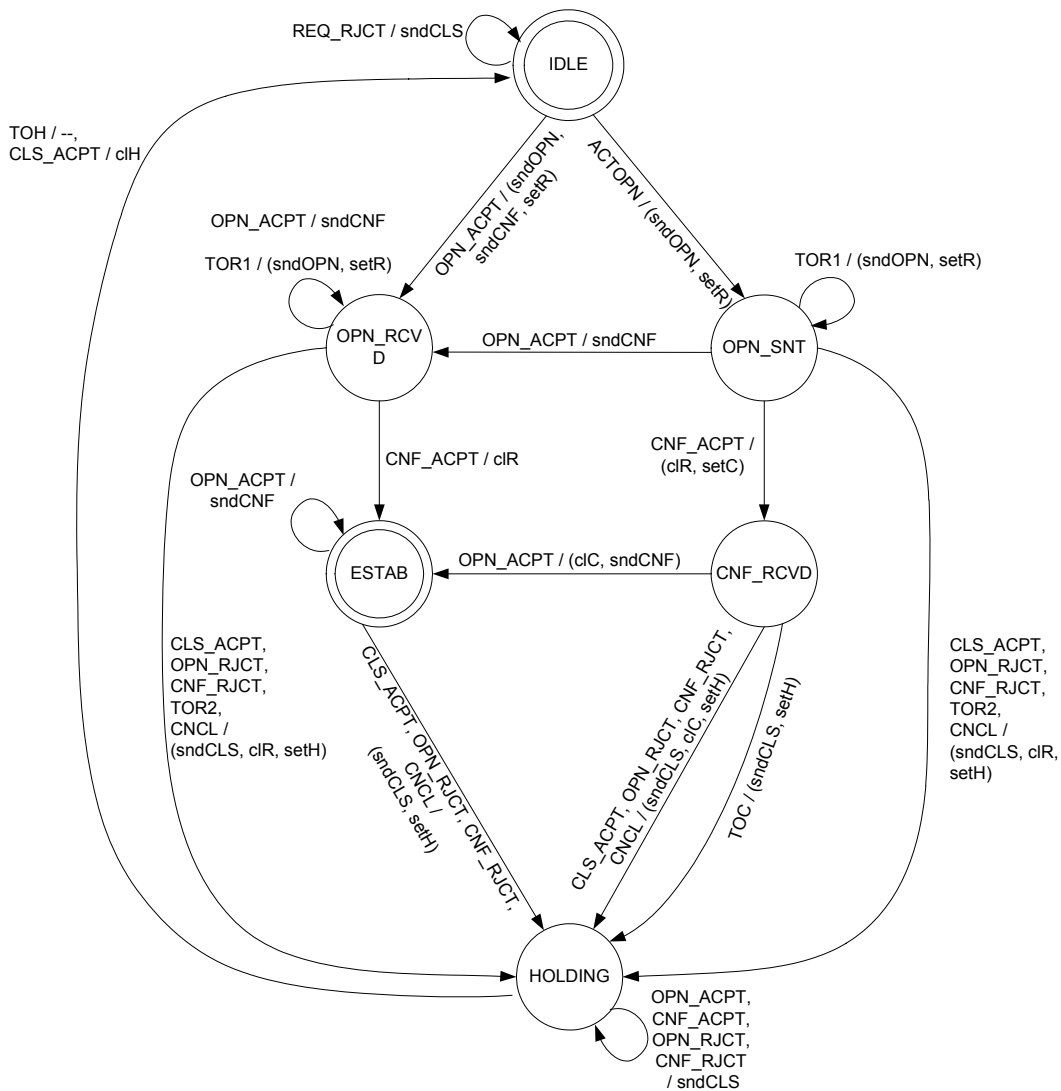 REQ_RJCT / sndCLS
IDLE
TOH / --,
CLS_ACPT / clH
OPN_ACPT / (sndOPN,
sndCNF, setR)
ACTOPN / (sndOPN, setR)
OPN_ACPT / sndCNF
TOR1 / (sndOPN, setR)
TOR1 / (sndOPN, setR)
OPN_RCV
D
OPN_ACPT / sndCNF
OPN_SNT
CNF_ACPT / clR
CNF_ACPT /
(clR, setC)
OPN_ACPT /
sndCNF
ESTAB
OPN_ACPT / (clC, sndCNF)
CNF_RCVD
CLS_ACPT,
OPN_RJCT,
CNF_RJCT,
TOR2,
CNCL /
(sndCLS, clR, setH)
CLS_ACPT, OPN_RJCT, CNF_RJCT,
CNCL /
(sndCLS, setH)
CLS_ACPT, OPN_RJCT, CNF_RJCT,
CNCL / (sndCLS, clC, setH)
TOC / (sndCLS, setH)
CLS_ACPT,
OPN_RJCT,
CNF_RJCT,
TOR2,
CNCL /
(sndCLS, clR,
setH)
HOLDING
OPN_ACPT,
CNF_ACPT,
OPN_RJCT,
CNF_RJCT
/ sndCLS